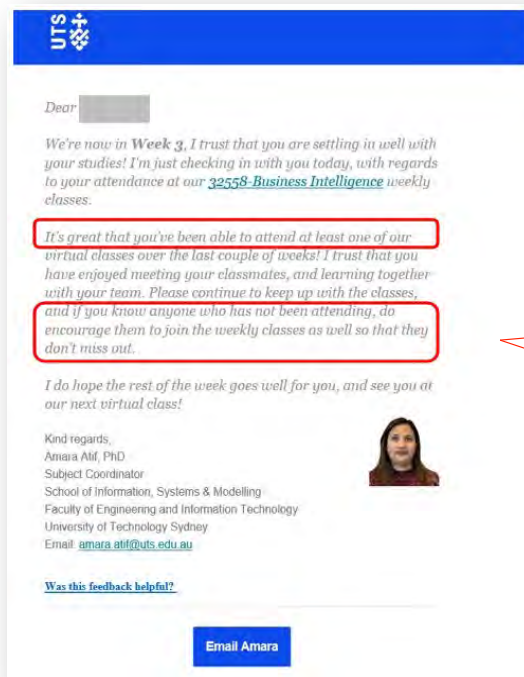 UTS
Dear
We're now in Week 3, I trust that you are settling in well with
your studies! I'm just checking in with you today, with regards
to your attendance at our 32558-Business Intelligence weekly
classes.
It's great that you've been able to attend at least one of our
virtual classes over the last couple of weeks! I trust that you
have enjoyed meeting your classmates, and learning together
with your team. Please continue to keep up with the classes,
and if you know anyone who has not been attending, do
encourage them to join the weekly classes as well so that they
don't miss out.
I do hope the rest of the week goes well for you, and see you at
our next virtual class!
Kind regards,
Amara Atif, PhD
Subject Coordinator
School of Information, Systems & Modelling
Faculty of Engineering and Information Technology
University of Technology Sydney
Email: amara.atif@uts.edu.au
Was this feedback helpful?
Email Amara